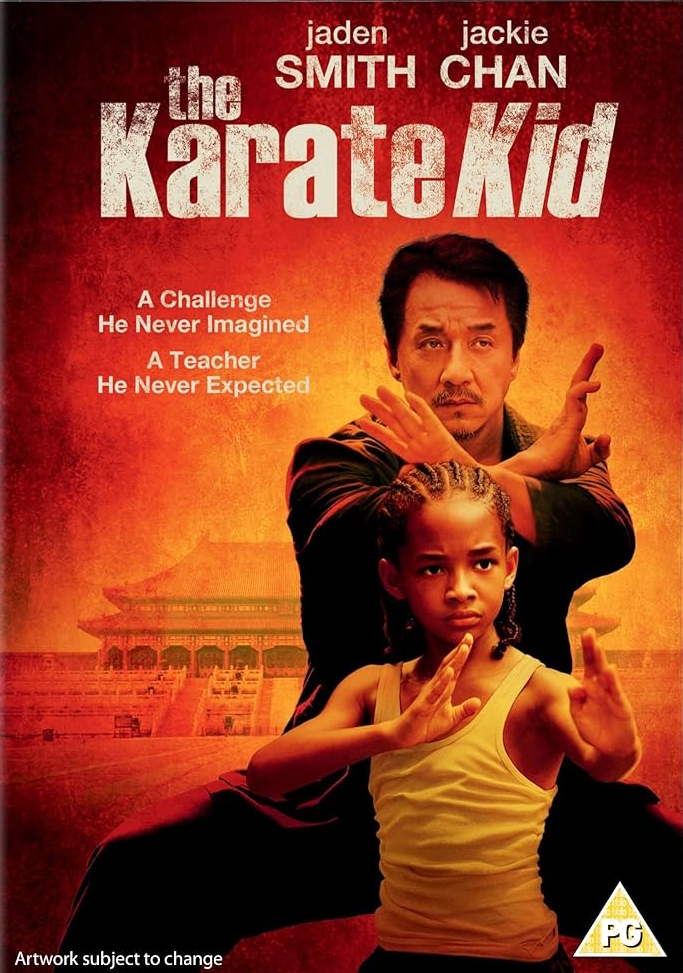 jaden jackie
SMITH CHAN
the
Karate Kid
A Challenge
He Never Imagined
A Teacher
He Never Expected
PG
Artwork subject to change